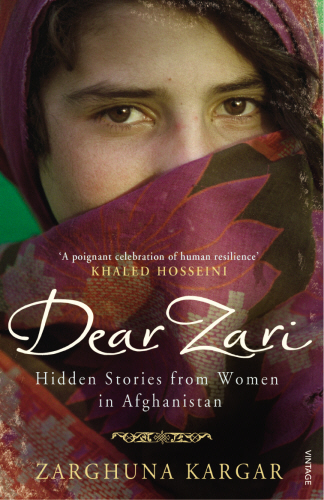 ‘A poignant celebration of human resilience’
KHALED HOSSEINI
Dear Zari
Hidden Stories from Women
in Afghanistan
ZARGHUNA KARGAR
VINTAGE